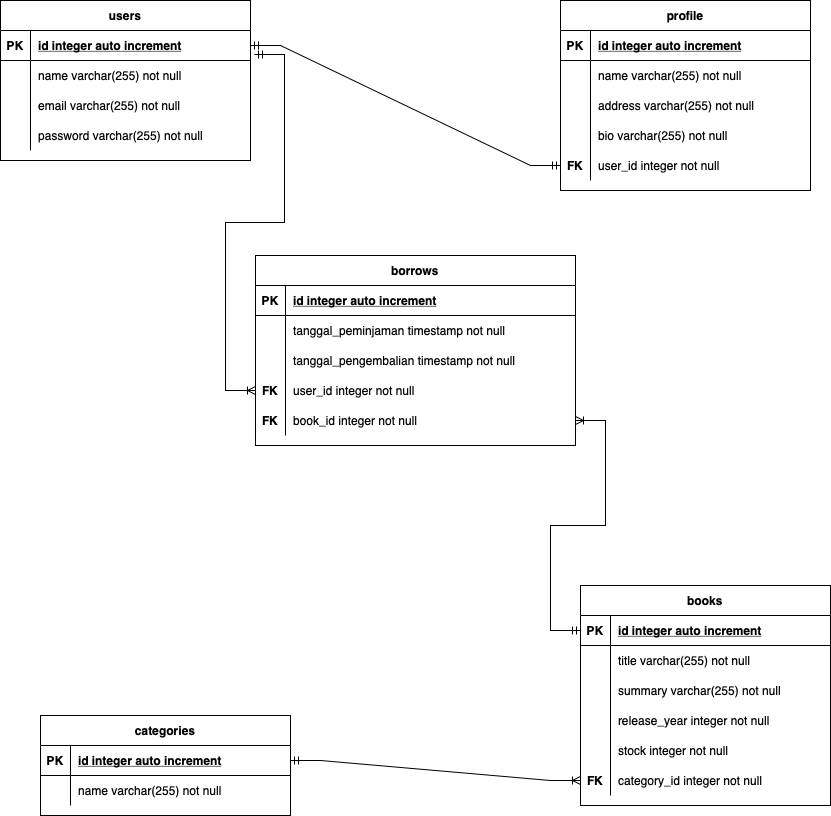 users
PK id integer auto increment
name varchar(255) not null
email varchar(255) not null
password varchar(255) not null
profile
PK id integer auto increment
name varchar(255) not null
address varchar(255) not null
bio varchar(255) not null
FK user_id integer not null
borrows
PK id integer auto increment
tanggal_peminjaman timestamp not null
tanggal_pengembalian timestamp not null
FK user_id integer not null
FK book_id integer not null
books
PK id integer auto increment
title varchar(255) not null
summary varchar(255) not null
release_year integer not null
stock integer not null
FK category_id integer not null
categories
PK id integer auto increment
name varchar(255) not null